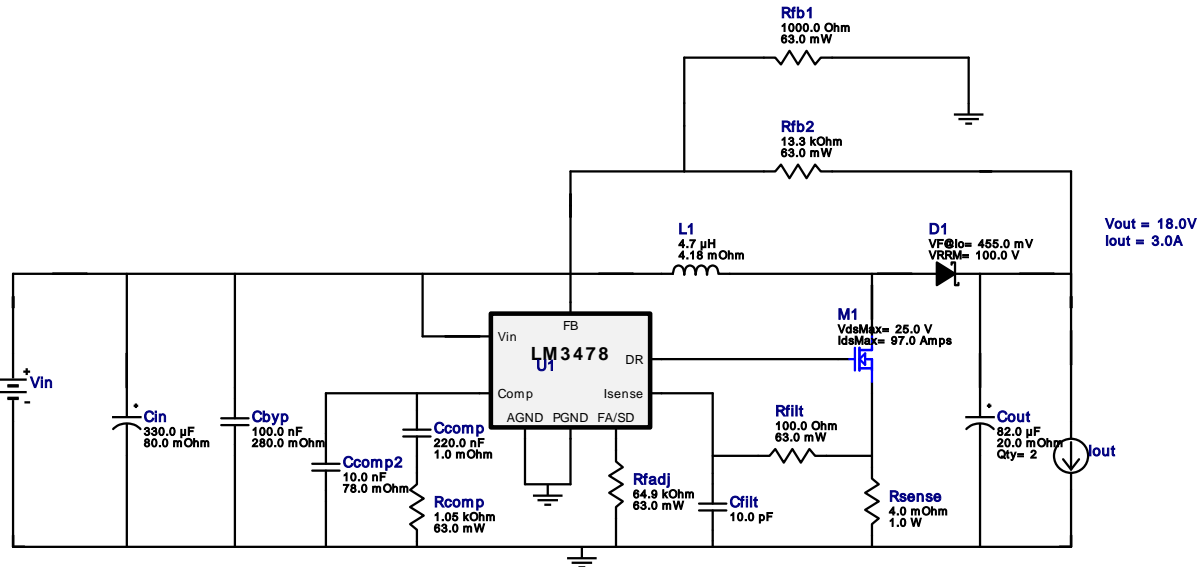 Rfb1
1000.0 Ohm
63.0 mW
Rfb2
13.3 kOhm
63.0 mW
Vout = 18.0V
Iout = 3.0A
L1
4.7 µH
4.18 mOhm
D1
VF@Io= 455.0 mV
VRRM= 100.0 V
M1
VdsMax= 25.0 V
IdsMax= 97.0 Amps
FB
Vin
LM3478
U1
DR
Comp
Isense
AGND PGND FA/SD
+
Vin
-
Cin
330.0 µF
80.0 mOhm
Cbyp
100.0 nF
280.0 mOhm
Ccomp2
10.0 nF
78.0 mOhm
Ccomp
220.0 nF
1.0 mOhm
Rcomp
1.05 kOhm
63.0 mW
Rfadj
64.9 kOhm
63.0 mW
Cfilt
10.0 pF
Rfilt
100.0 Ohm
63.0 mW
Rsense
4.0 mOhm
1.0 W
Cout
82.0 µF
20.0 mOhm
Qty= 2
Iout